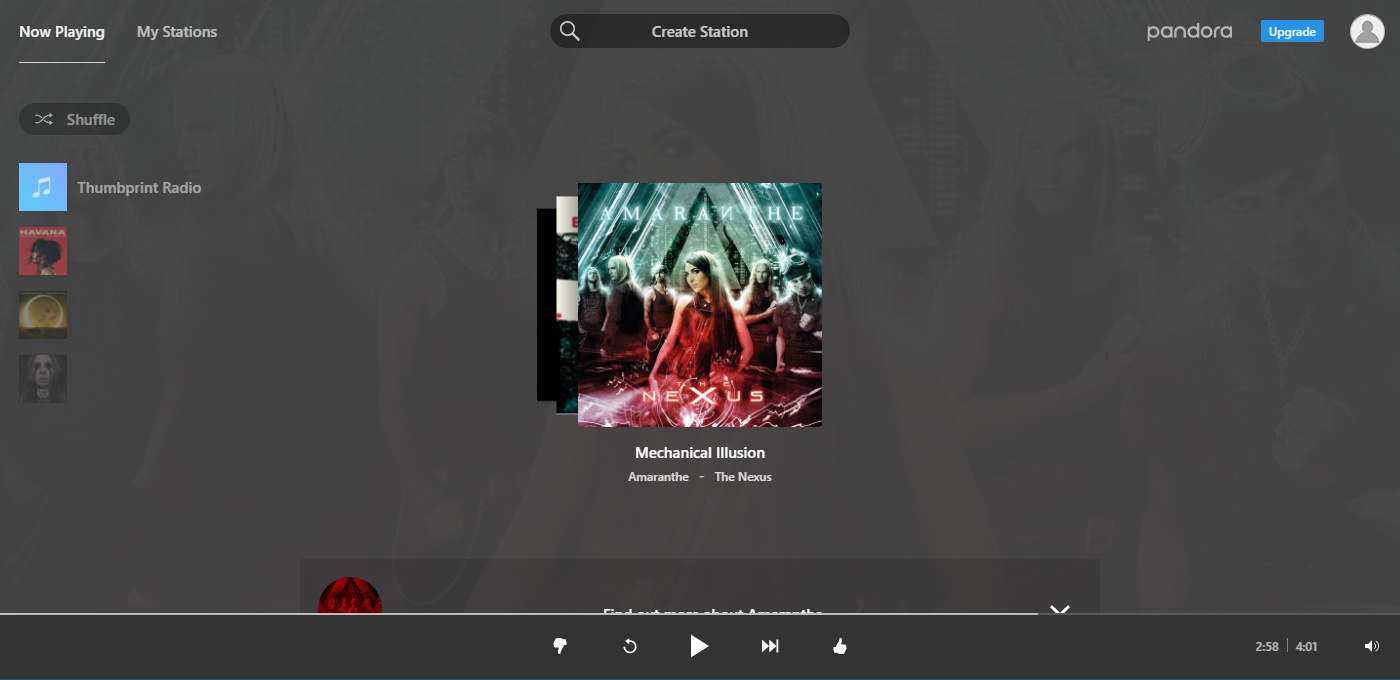 Now Playing
My Stations
Create Station
pandora
Upgrade
Shuffle
Thumbprint Radio
HAVANA
AMARANTHE
THE
NEXUS
Mechanical Illusion
Amaranthe - The Nexus
Find out more about Amaranthe
2:58 | 4:01